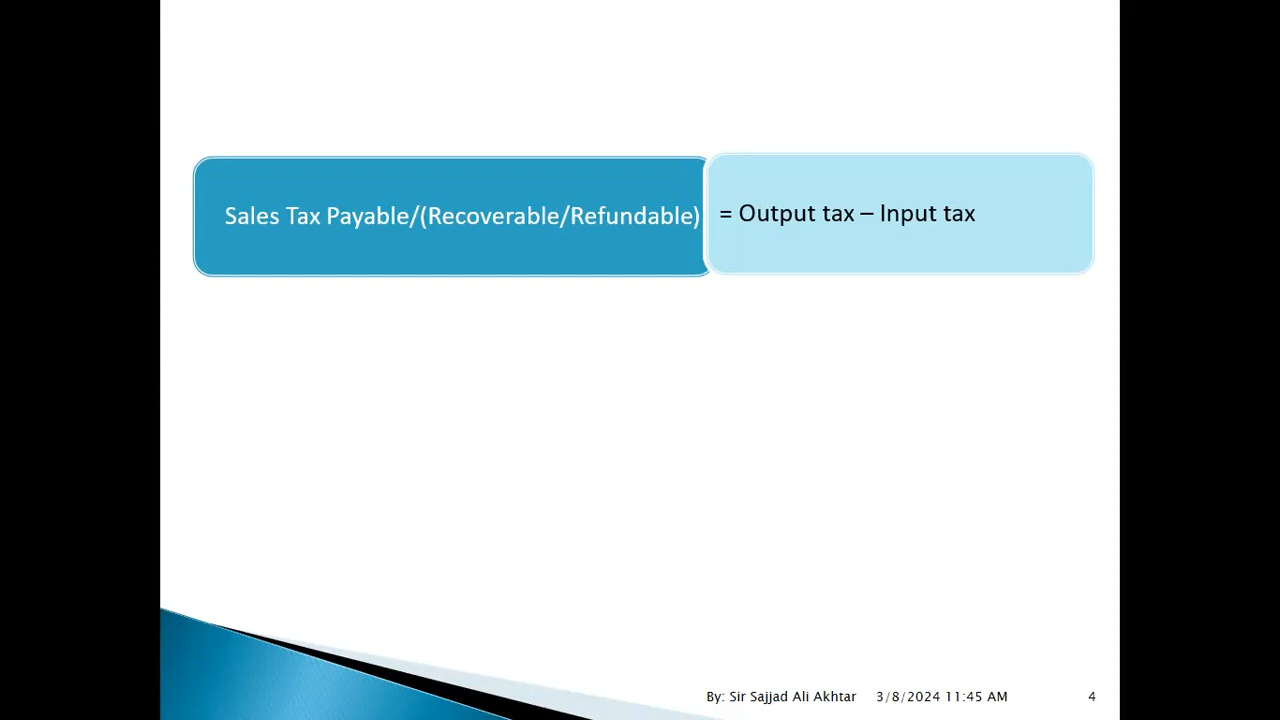 Sales Tax Payable/(Recoverable/Refundable)
= Output tax – Input tax
By: Sir Sajjad Ali Akhtar
3/8/2024 11:45 AM
4